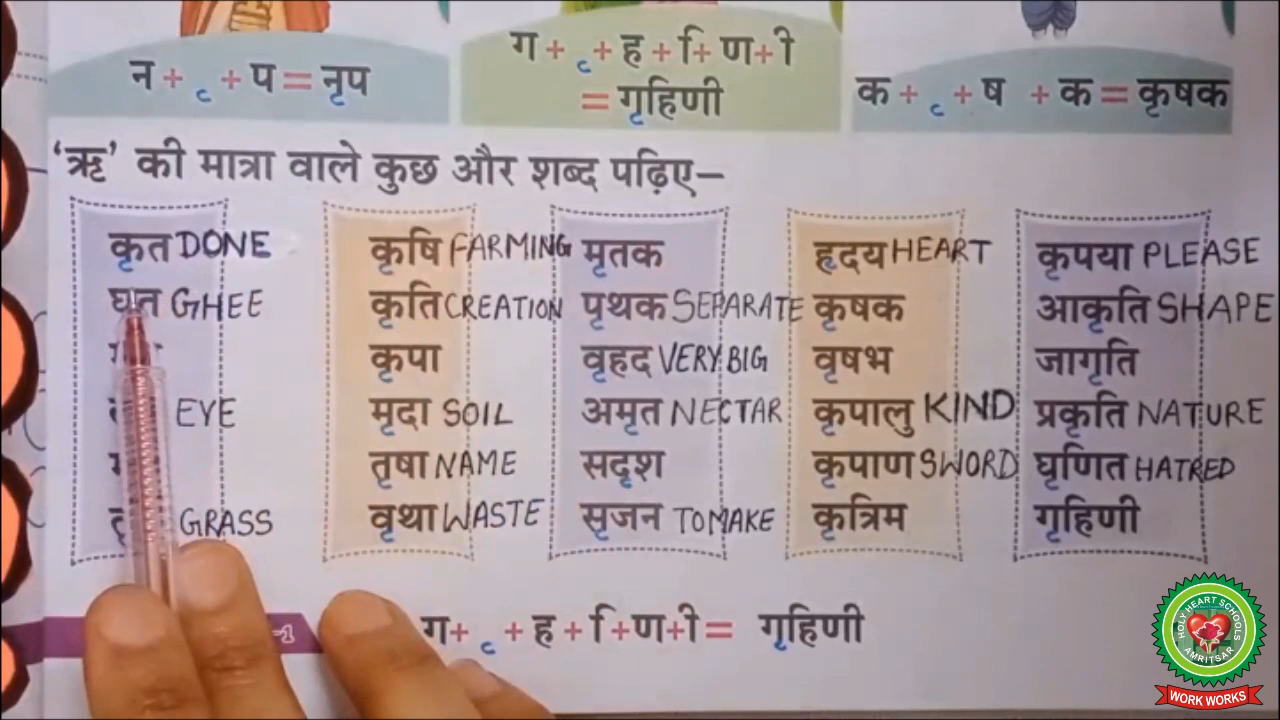 न + ृ + प = नृप
ग + ृ + ह + ि + ण + ी
= गृहिणी
क + ृ + ष + क = कृषक
‘ऋ’ की मात्रा वाले कुछ और शब्द पढ़िए–
कृत DONE कृषि FARMING मृतक हृदय HEART कृपया PLEASE
घृत GHEE कृति CREATION पृथक SEPARATE कृषक आकृति SHAPE
कृपा वृहद VERY BIG वृषभ जागृति
EYE मृदा SOIL अमृत NECTAR कृपालु KIND प्रकृति NATURE
तृषा NAME सदृश कृपाण SWORD घृणित HATRED
GRASS वृथा WASTE सृजन TO MAKE कृत्रिम गृहिणी
ग + ृ + ह + ि + ण + ी = गृहिणी
HOLY HEART SCHOOLS
AMRITSAR
WORK WORKS